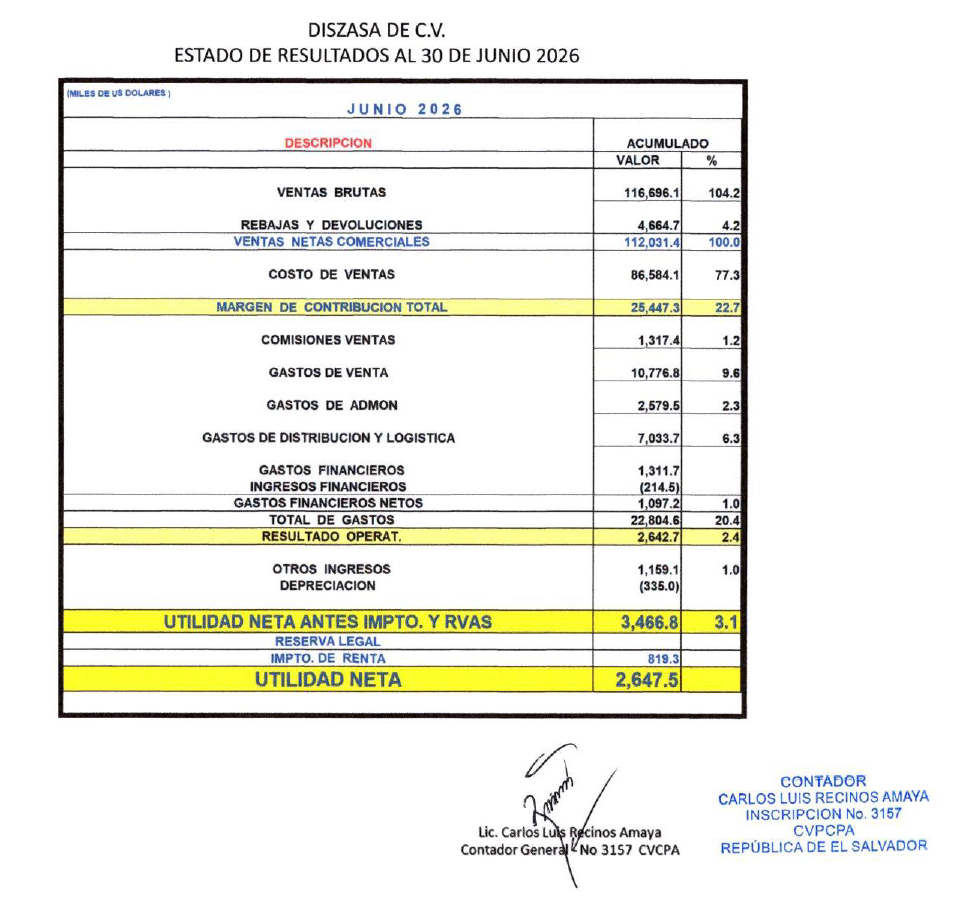 DISZASA DE C.V.
ESTADO DE RESULTADOS AL 30 DE JUNIO 2026
(MILES DE US DOLARES )
JUNIO 2026
DESCRIPCION ACUMULADO
VALOR %
VENTAS BRUTAS 116,696.1 104.2
REBAJAS Y DEVOLUCIONES 4,664.7 4.2
VENTAS NETAS COMERCIALES 112,031.4 100.0
COSTO DE VENTAS 86,584.1 77.3
MARGEN DE CONTRIBUCION TOTAL 25,447.3 22.7
COMISIONES VENTAS 1,317.4 1.2
GASTOS DE VENTA 10,776.8 9.6
GASTOS DE ADMON 2,579.5 2.3
GASTOS DE DISTRIBUCION Y LOGISTICA 7,033.7 6.3
GASTOS FINANCIEROS 1,311.7
INGRESOS FINANCIEROS (214.5)
GASTOS FINANCIEROS NETOS 1,097.2 1.0
TOTAL DE GASTOS 22,804.6 20.4
RESULTADO OPERAT. 2,642.7 2.4
OTROS INGRESOS 1,159.1 1.0
DEPRECIACION (335.0)
UTILIDAD NETA ANTES IMPTO. Y RVAS 3,466.8 3.1
RESERVA LEGAL
IMPTO. DE RENTA 819.3
UTILIDAD NETA 2,647.5
Lic. Carlos Luis Recinos Amaya
Contador General No 3157 CVCPA
CONTADOR
CARLOS LUIS RECINOS AMAYA
INSCRIPCION No. 3157
CVPCPA
REPÚBLICA DE EL SALVADOR